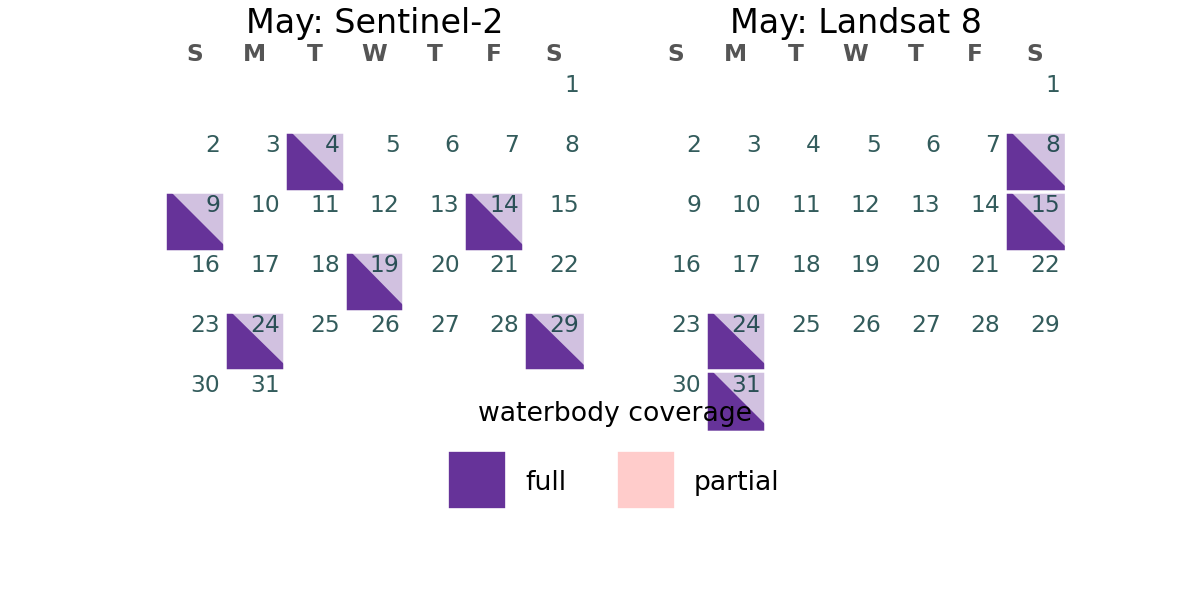 May: Sentinel-2
S M T W T F S
1
2 3 4 5 6 7 8
9 10 11 12 13 14 15
16 17 18 19 20 21 22
23 24 25 26 27 28 29
30 31
May: Landsat 8
S M T W T F S
1
2 3 4 5 6 7 8
9 10 11 12 13 14 15
16 17 18 19 20 21 22
23 24 25 26 27 28 29
30 31
waterbody coverage
full partial